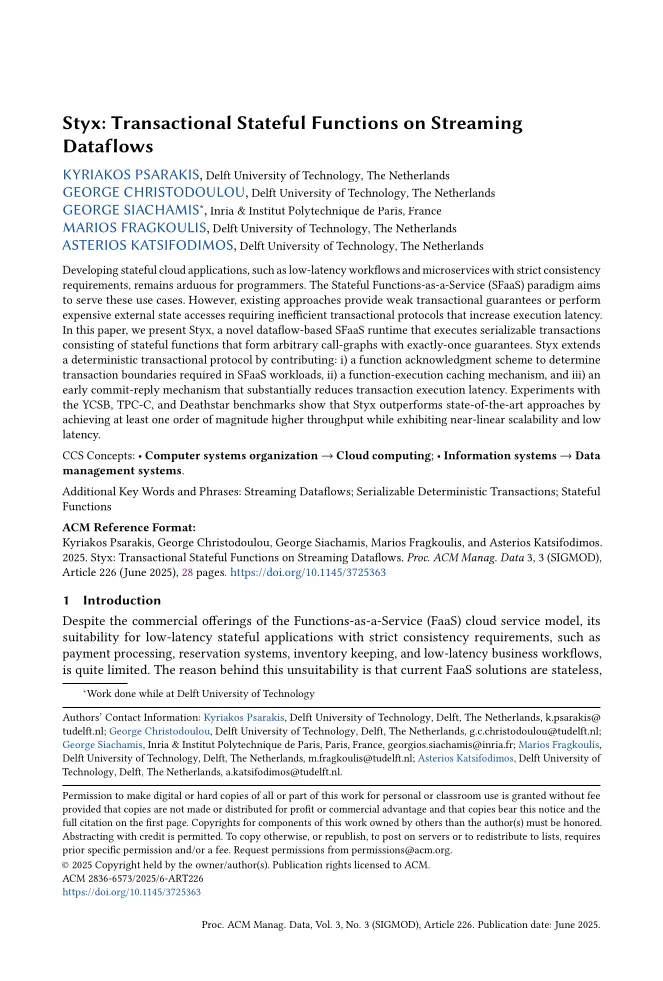 Styx: Transactional Stateful Functions on Streaming
Dataflows
KYRIAKOS PSARAKIS, Delft University of Technology, The Netherlands
GEORGE CHRISTODOULOU, Delft University of Technology, The Netherlands
GEORGE SIACHAMIS*, Inria & Institut Polytechnique de Paris, France
MARIOS FRAGKOULIS, Delft University of Technology, The Netherlands
ASTERIOS KATSIFODIMOS, Delft University of Technology, The Netherlands
Developing stateful cloud applications, such as low-latency workflows and microservices with strict consistency
requirements, remains arduous for programmers. The Stateful Functions-as-a-Service (SFaaS) paradigm aims
to serve these use cases. However, existing approaches provide weak transactional guarantees or perform
expensive external state accesses requiring inefficient transactional protocols that increase execution latency.
In this paper, we present Styx, a novel dataflow-based SFaaS runtime that executes serializable transactions
consisting of stateful functions that form arbitrary call-graphs with exactly-once guarantees. Styx extends
a deterministic transactional protocol by contributing: i) a function acknowledgment scheme to determine
transaction boundaries required in SFaaS workloads, ii) a function-execution caching mechanism, and iii) an
early commit-reply mechanism that substantially reduces transaction execution latency. Experiments with
the YCSB, TPC-C, and Deathstar benchmarks show that Styx outperforms state-of-the-art approaches by
achieving at least one order of magnitude higher throughput while exhibiting near-linear scalability and low
latency.
CCS Concepts: • Computer systems organization → Cloud computing; • Information systems → Data
management systems.
Additional Key Words and Phrases: Streaming Dataflows; Serializable Deterministic Transactions; Stateful
Functions
ACM Reference Format:
Kyriakos Psarakis, George Christodoulou, George Siachamis, Marios Fragkoulis, and Asterios Katsifodimos.
2025. Styx: Transactional Stateful Functions on Streaming Dataflows. Proc. ACM Manag. Data 3, 3 (SIGMOD),
Article 226 (June 2025), 28 pages. https://doi.org/10.1145/3725363
1 Introduction
Despite the commercial offerings of the Functions-as-a-Service (FaaS) cloud service model, its
suitability for low-latency stateful applications with strict consistency requirements, such as
payment processing, reservation systems, inventory keeping, and low-latency business workflows,
is quite limited. The reason behind this unsuitability is that current FaaS solutions are stateless,
*Work done while at Delft University of Technology
Authors' Contact Information: Kyriakos Psarakis, Delft University of Technology, Delft, The Netherlands, k.psarakis@
tudelft.nl; George Christodoulou, Delft University of Technology, Delft, The Netherlands, g.c.christodoulou@tudelft.nl;
George Siachamis, Inria & Institut Polytechnique de Paris, Paris, France, georgios.siachamis@inria.fr; Marios Fragkoulis,
Delft University of Technology, Delft, The Netherlands, m.fragkoulis@tudelft.nl; Asterios Katsifodimos, Delft University of
Technology, Delft, The Netherlands, a.katsifodimos@tudelft.nl.
Permission to make digital or hard copies of all or part of this work for personal or classroom use is granted without fee
provided that copies are not made or distributed for profit or commercial advantage and that copies bear this notice and the
full citation on the first page. Copyrights for components of this work owned by others than the author(s) must be honored.
Abstracting with credit is permitted. To copy otherwise, or republish, to post on servers or to redistribute to lists, requires
prior specific permission and/or a fee. Request permissions from permissions@acm.org.
© 2025 Copyright held by the owner/author(s). Publication rights licensed to ACM.
ACM 2836-6573/2025/6-ART226
https://doi.org/10.1145/3725363
Proc. ACM Manag. Data, Vol. 3, No. 3 (SIGMOD), Article 226. Publication date: June 2025.